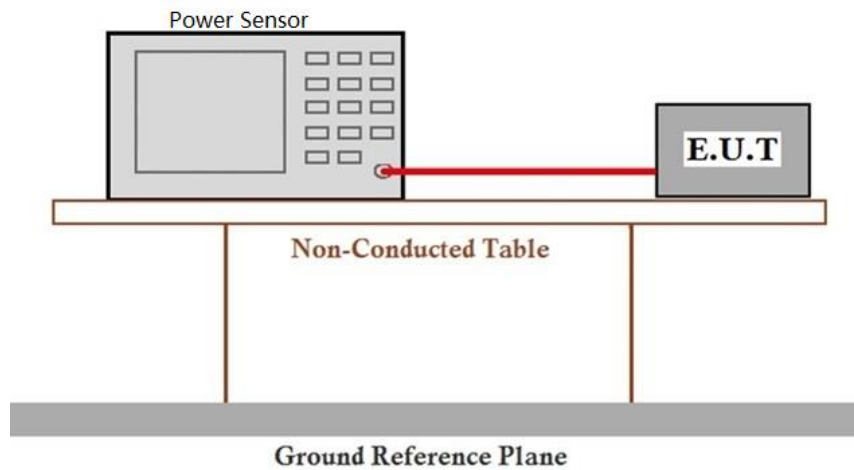 Power Sensor
E.U.T
Non-Conducted Table
Ground Reference Plane